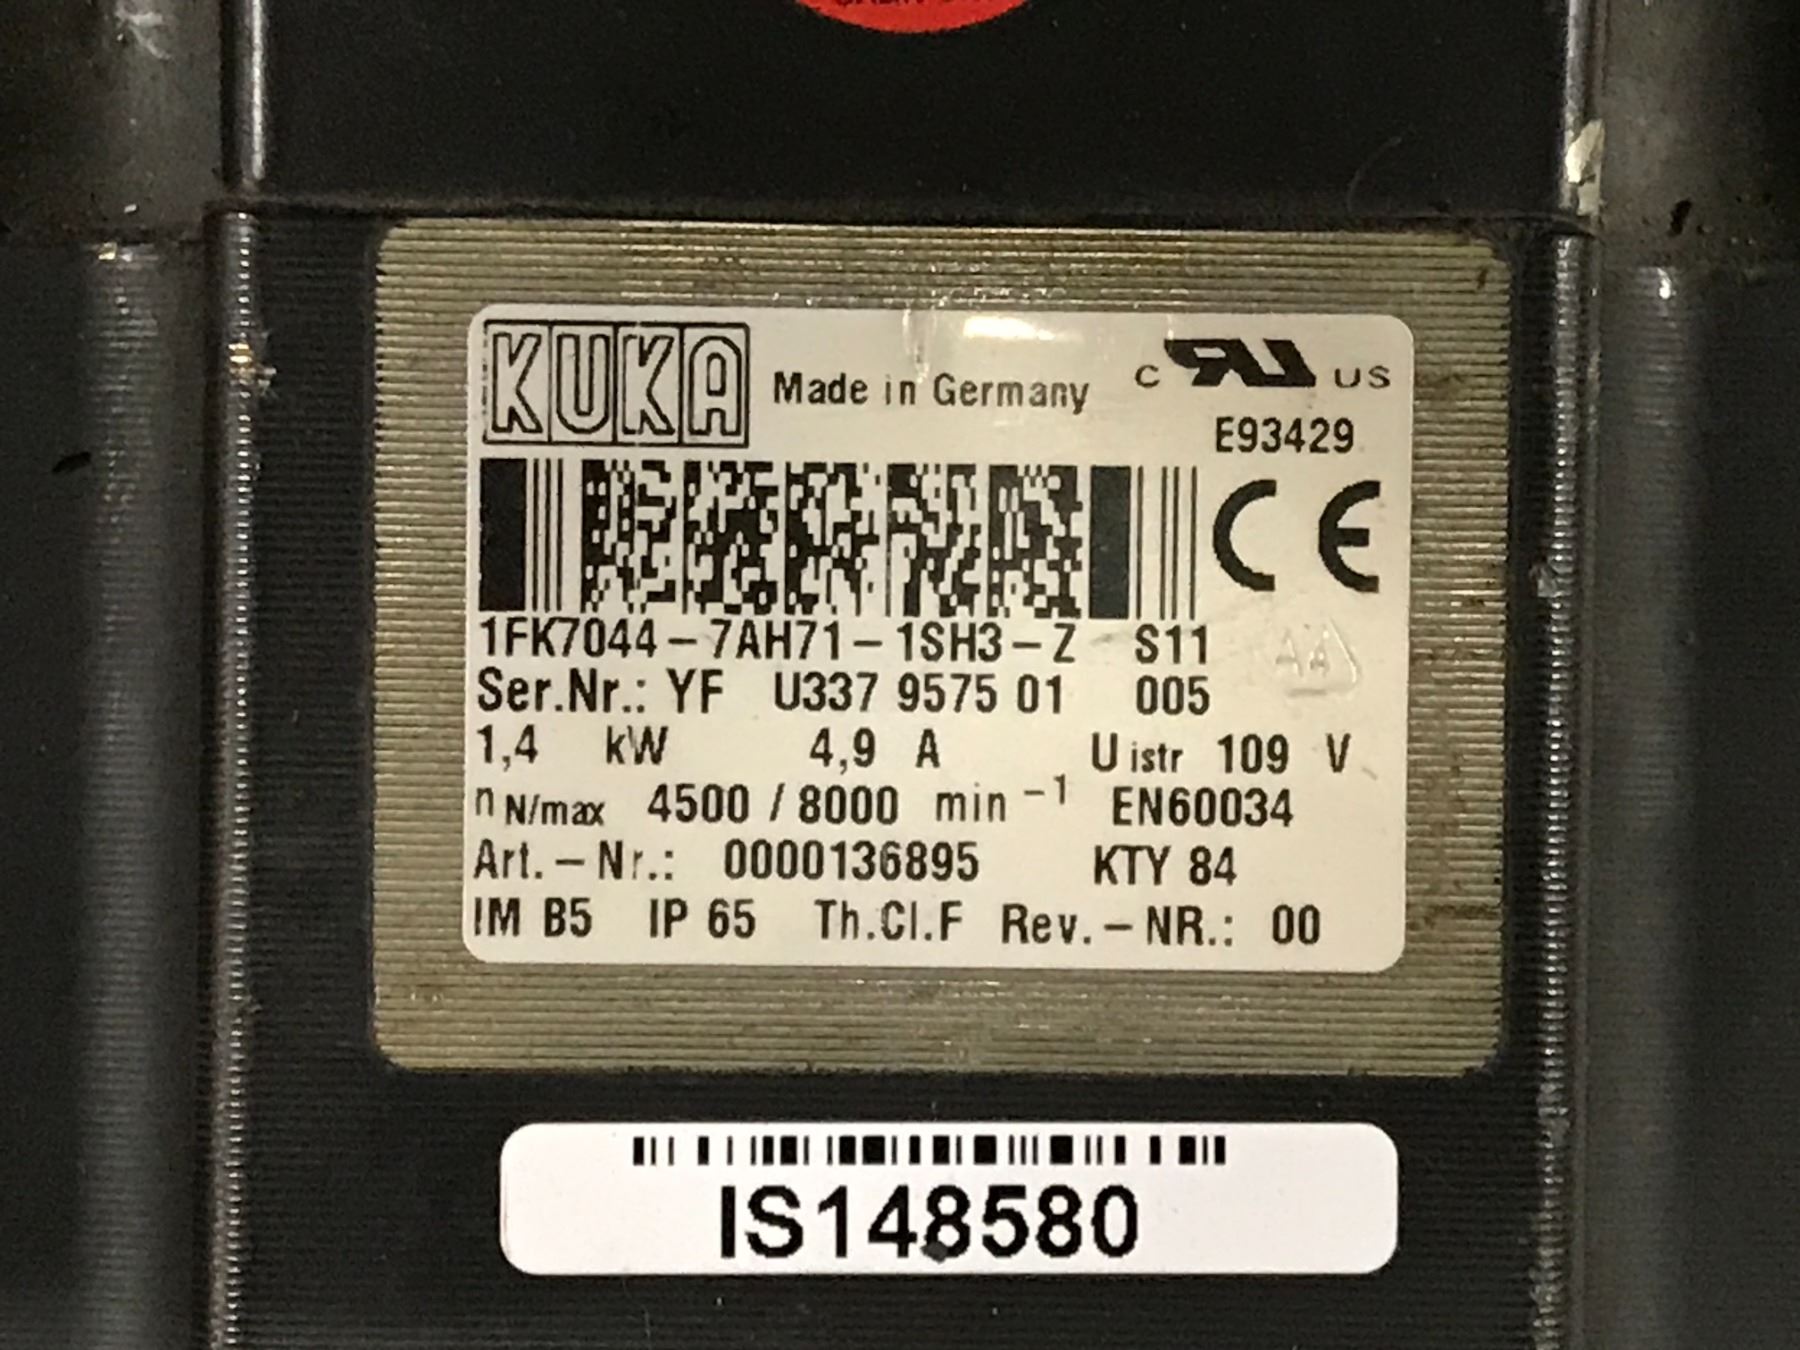 KUKA Made in Germany C RU US
E93429
CE
1FK7044-7AH71-1SH3-Z S11
Ser.Nr.: YF U337 9575 01 005
1,4 kW 4,9 A U istr 109 V
n N/max 4500 / 8000 min -1 EN60034
Art.-Nr.: 0000136895 KTY 84
IM B5 IP 65 Th.Cl.F Rev.-NR.: 00
IS148580